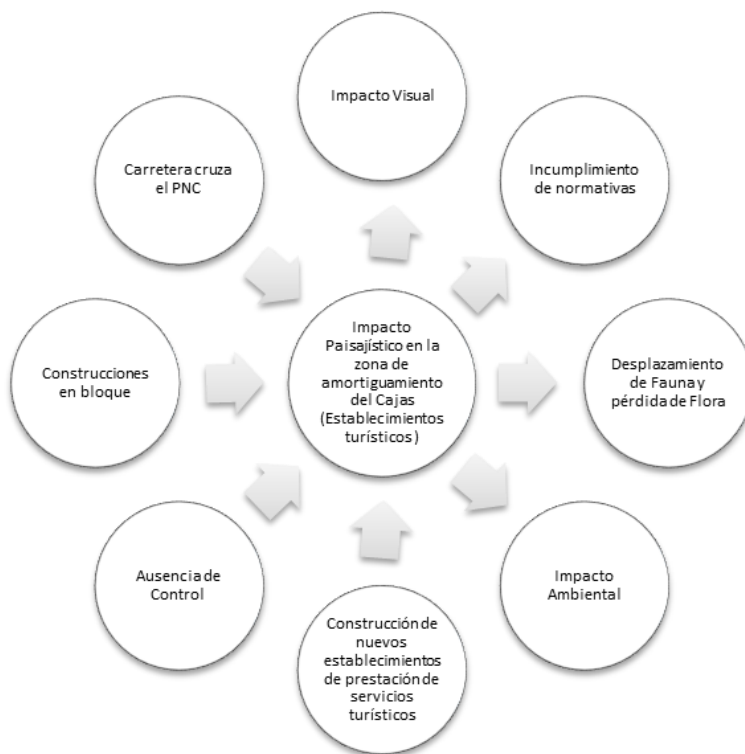 Impacto Visual
Carretera cruza
el PNC
Incumplimiento
de normativas
Construcciones
en bloque
Impacto
Paisajístico en la
zona de
amortiguamiento
del Cajas
(Establecimientos
turísticos)
Desplazamiento
de Fauna y
pérdida de Flora
Ausencia de
Control
Impacto
Ambiental
Construcción de
nuevos
establecimientos
de prestación de
servicios
turísticos